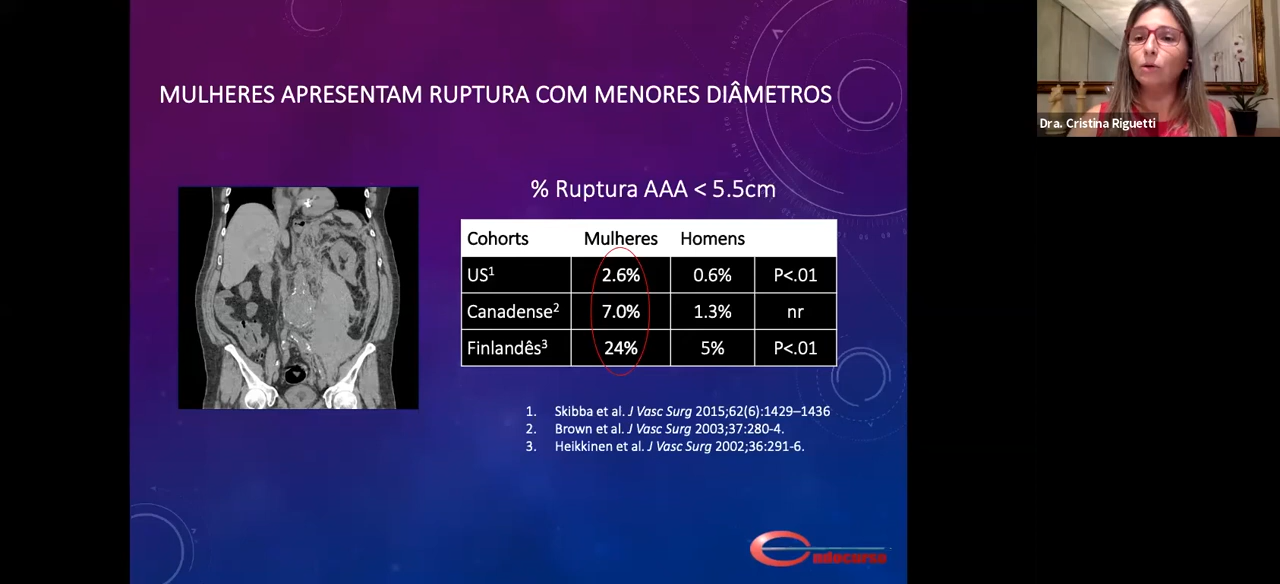 MULHERES APRESENTAM RUPTURA COM MENORES DIÂMETROS
Dra. Cristina Riguetti
% Ruptura AAA < 5.5cm
Cohorts Mulheres Homens
US¹ 2.6% 0.6% P<.01
Canadense² 7.0% 1.3% nr
Finlandês³ 24% 5% P<.01
1. Skibba et al. J Vasc Surg 2015;62(6):1429–1436
2. Brown et al. J Vasc Surg 2003;37:280-4.
3. Heikkinen et al. J Vasc Surg 2002;36:291-6.
Endocurso